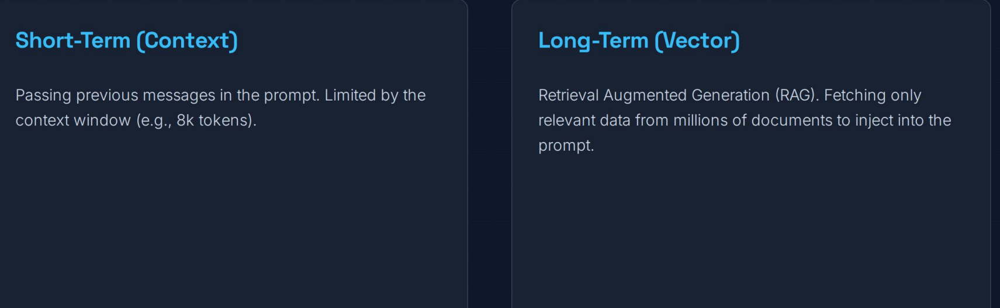 Short-Term (Context)
Passing previous messages in the prompt. Limited by the
context window (e.g., 8k tokens).
Long-Term (Vector)
Retrieval Augmented Generation (RAG). Fetching only
relevant data from millions of documents to inject into the
prompt.